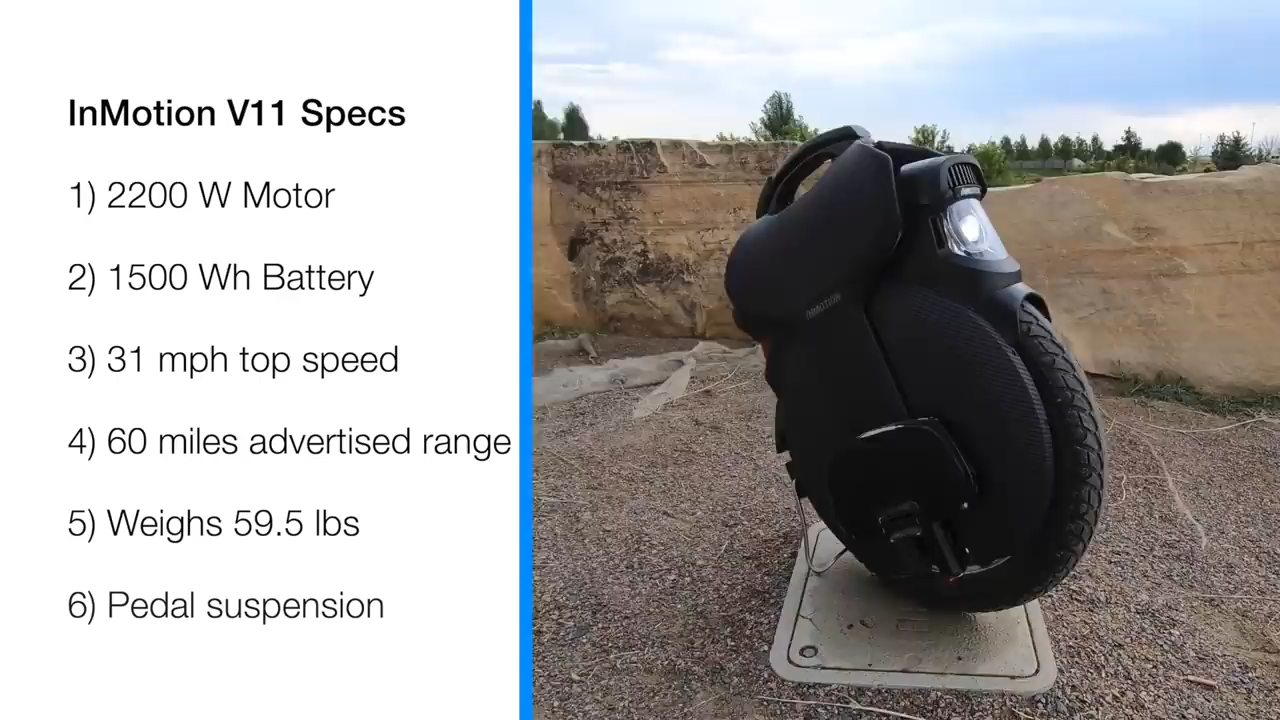 InMotion V11 Specs
1) 2200 W Motor
2) 1500 Wh Battery
3) 31 mph top speed
4) 60 miles advertised range
5) Weighs 59.5 lbs
6) Pedal suspension
INMOTION